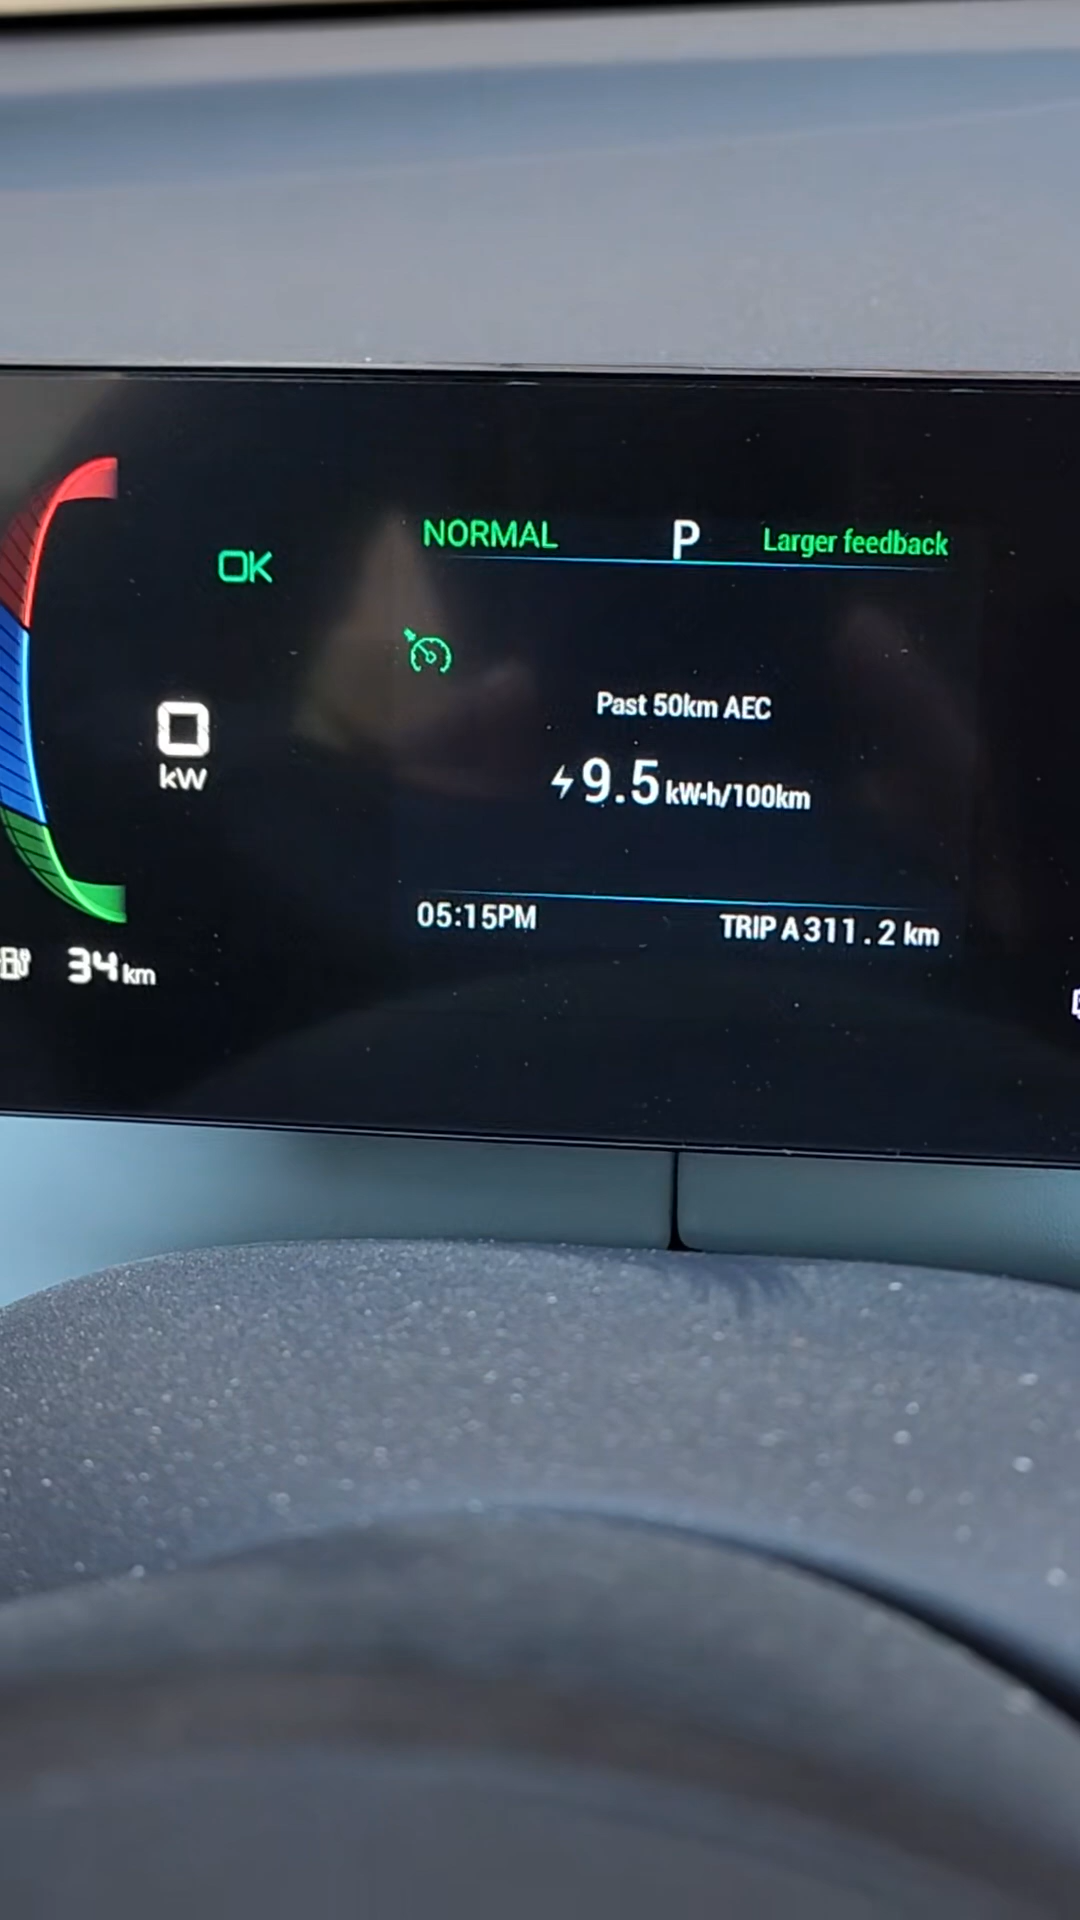 NORMAL P Larger feedback
OK
Past 50km AEC
0
kW
9.5 kW-h/100km
05:15PM TRIP A 311.2 km
34 km